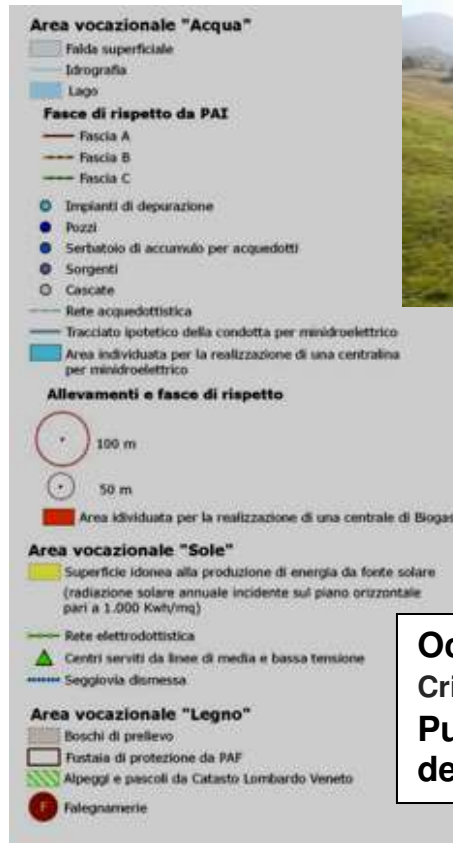 Area vocazionale "Acqua"
Falda superficiale
Idrografia
Lago
Fasce di rispetto da PAI
Fascia A
Fascia B
Fascia C
Impianti di depurazione
Pozzi
Serbatoio di accumulo per acquedotti
Sorgenti
Cascate
Rete acquedottistica
Tracciato ipotetico della condotta per minidroelettrico
Area individuata per la realizzazione di una centralina
per minidroelettrico
Allevamenti e fasce di rispetto
100 m
50 m
Area idividuata per la realizzazione di una centrale di Biogas
Area vocazionale "Sole"
Superficie idonea alla produzione di energia da fonte solare
(radiazione solare annuale incidente sul piano orizzontale
pari a 1.000 Kwh/mq)
Rete elettrodottistica
Centri serviti da linee di media e bassa tensione
Seggiovia dismessa
Area vocazionale "Legno"
Boschi di prelievo
Fustaia di protezione da PAF
Alpeggi e pascoli da Catasto Lombardo Veneto
F Falegnamerie
Cri
Pu
de